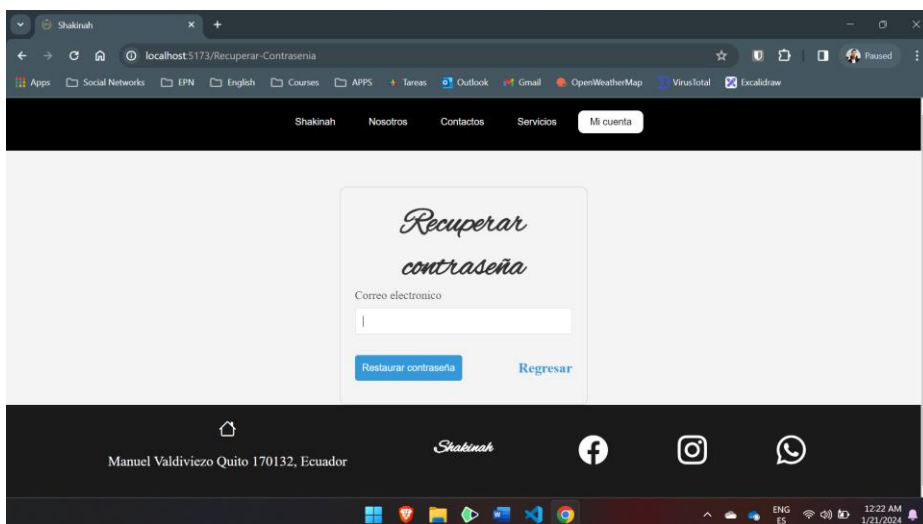 Shakinah
localhost:5173/Recuperar-Contrasenia
Paused
Apps Social Networks EPN English Courses APPS Tareas Outlook Gmail OpenWeatherMap VirusTotal Excalidraw
Shakinah Nosotros Contactos Servicios Mi cuenta
Recuperar
contraseña
Correo electronico
Restaurar contraseña Regresar
Manuel Valdiviezo Quito 170132, Ecuador
Shakinah
ENG
ES
12:22 AM
1/21/2024